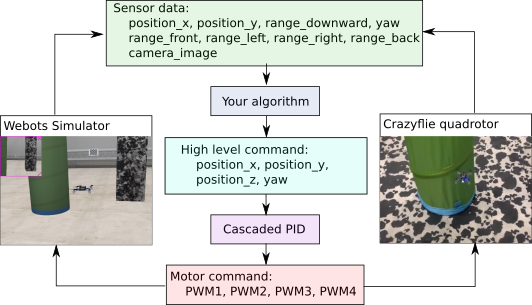 Sensor data:
position_x, position_y, range_downward, yaw
range_front, range_left, range_right, range_back
camera_image
Your algorithm
Webots Simulator
Crazyflie quadrotor
High level command:
position_x, position_y,
position_z, yaw
Cascaded PID
Motor command:
PWM1, PWM2, PWM3, PWM4